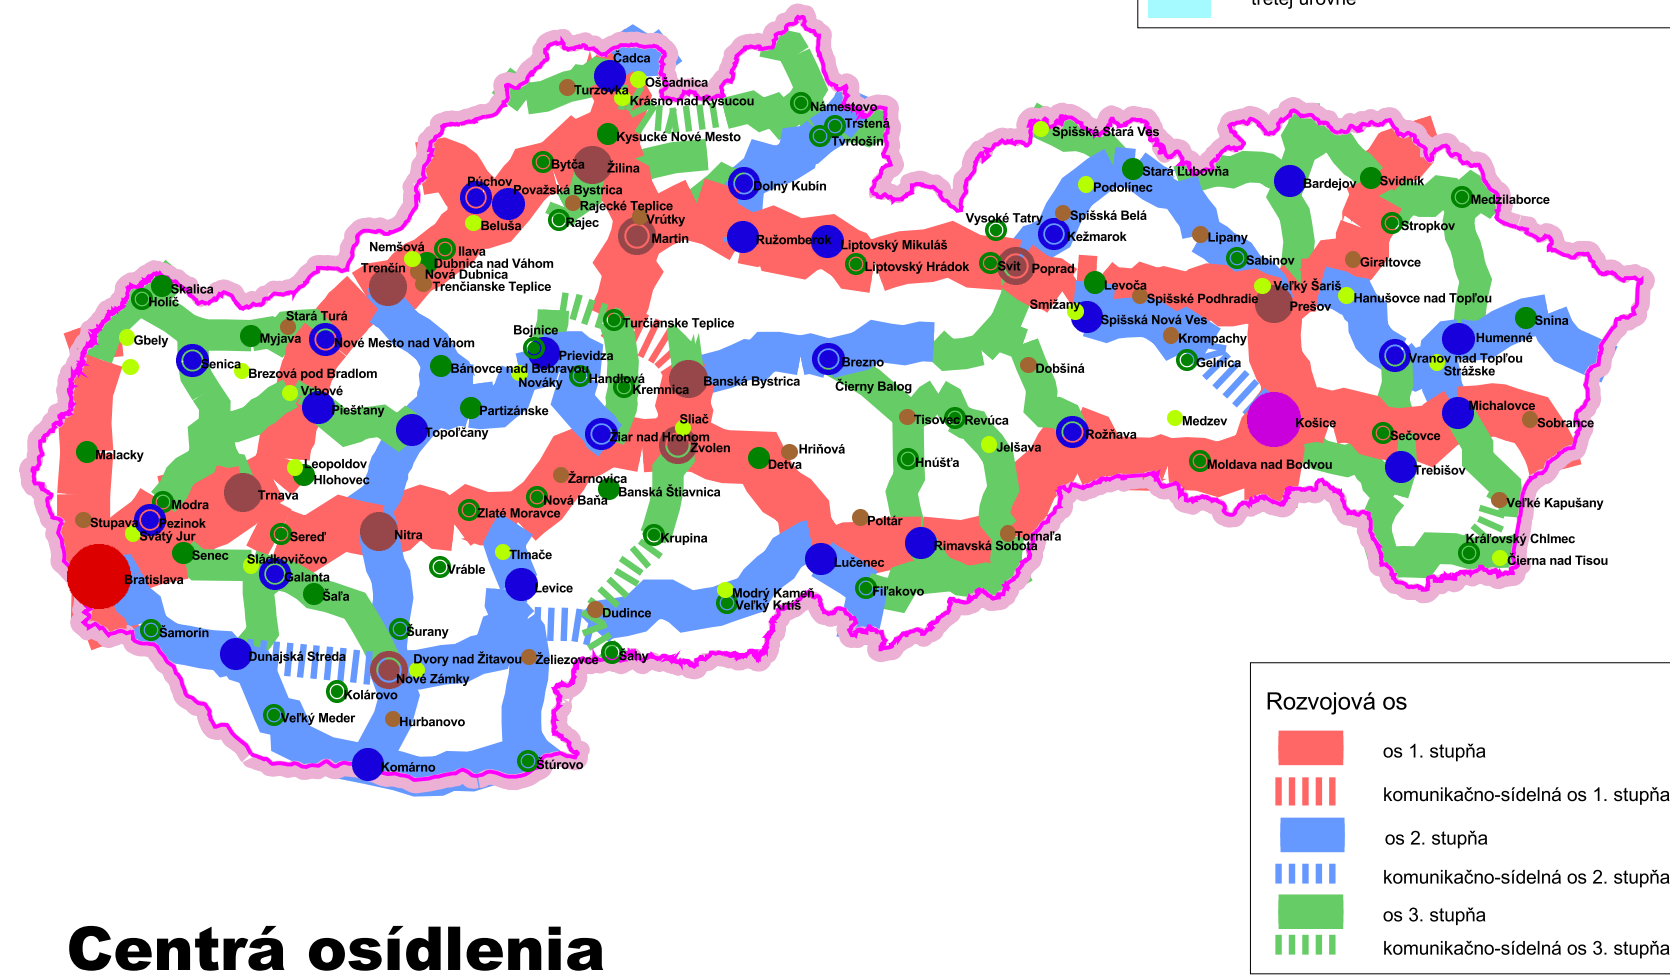 tretej úrovne
Čadca
Oščadnica
Turzovka
Krásno nad Kysucou
Námestovo
Trstená
Tvrdošín
Kysucké Nové Mesto
Spišská Stará Ves
Bytča
Žilina
Stará Ľubovňa
Púchov
Považská Bystrica
Dolný Kubín
Podolínec
Bardejov
Svidník
Medzilaborce
Rajecké Teplice
Vrútky
Rajec
Beluša
Vysoké Tatry
Spišská Belá
Stropkov
Martin
Ružomberok
Liptovský Mikuláš
Kežmarok
Lipany
Nemšová
Ilava
Dubnica nad Váhom
Trenčín
Nová Dubnica
Trenčianske Teplice
Liptovský Hrádok
Svit
Poprad
Sabinov
Giraltovce
Skalica
Holíč
Levoča
Veľký Šariš
Spišské Podhradie
Hanušovce nad Topľou
Smižany
Prešov
Stará Turá
Spišská Nová Ves
Snina
Turčianske Teplice
Bojnice
Gbely
Myjava
Nové Mesto nad Váhom
Krompachy
Humenné
Prievidza
Senica
Brezno
Gelnica
Vranov nad Topľou
Bánovce nad Bebravou
Brezová pod Bradlom
Dobšiná
Strážske
Nováky
Handlová
Banská Bystrica
Čierny Balog
Kremnica
Vrbové
Piešťany
Partizánske
Michalovce
Sliač
Tisovec
Revúca
Medzev
Košice
Sobrance
Topoľčany
Žiar nad Hronom
Rožňava
Sečovce
Malacky
Zvolen
Hriňová
Jelšava
Leopoldov
Detva
Hnúšťa
Moldava nad Bodvou
Trebišov
Hlohovec
Žarnovica
Trnava
Banská Štiavnica
Nová Baňa
Modra
Veľké Kapušany
Zlaté Moravce
Stupava
Pezinok
Poltár
Svätý Jur
Sereď
Nitra
Krupina
Tornaľa
Kráľovský Chlmec
Rimavská Sobota
Senec
Tlmače
Sládkovičovo
Lučenec
Čierna nad Tisou
Vráble
Bratislava
Galanta
Levice
Modrý Kameň
Fiľakovo
Šaľa
Veľký Krtíš
Dudince
Šamorín
Šurany
Dunajská Streda
Dvory nad Žitavou
Želiezovce
Šahy
Nové Zámky
Kolárovo
Veľký Meder
Hurbanovo
Komárno
Štúrovo
Rozvojová os
os 1. stupňa
komunikačno-sídelná os 1. stupňa
os 2. stupňa
komunikačno-sídelná os 2. stupňa
os 3. stupňa
komunikačno-sídelná os 3. stupňa
Centrá osídlenia